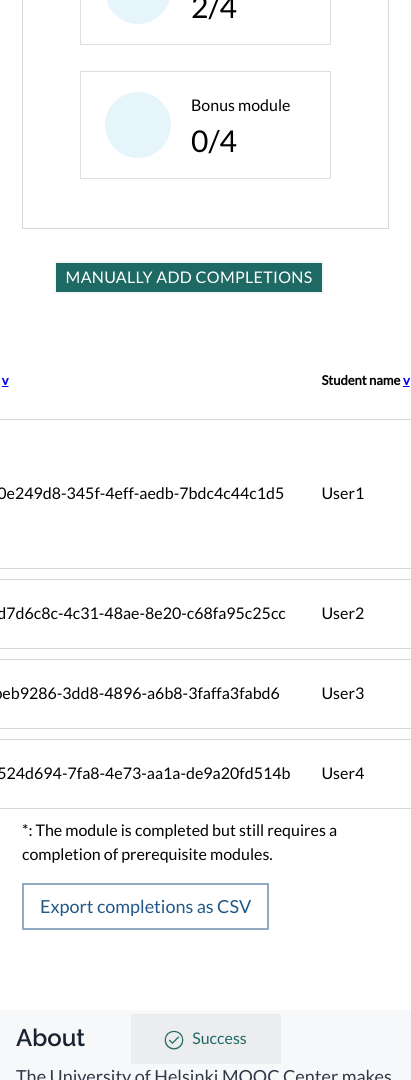 2/4
Bonus module
0/4
MANUALLY ADD COMPLETIONS
v Student name v
0e249d8-345f-4eff-aedb-7bdc4c44c1d5 User1
d7d6c8c-4c31-48ae-8e20-c68fa95c25cc User2
beb9286-3dd8-4896-a6b8-3faffa3fabd6 User3
524d694-7fa8-4e73-aa1a-de9a20fd514b User4
*: The module is completed but still requires a
completion of prerequisite modules.
Export completions as CSV
About
Success
The University of Helsinki MOOC Center makes